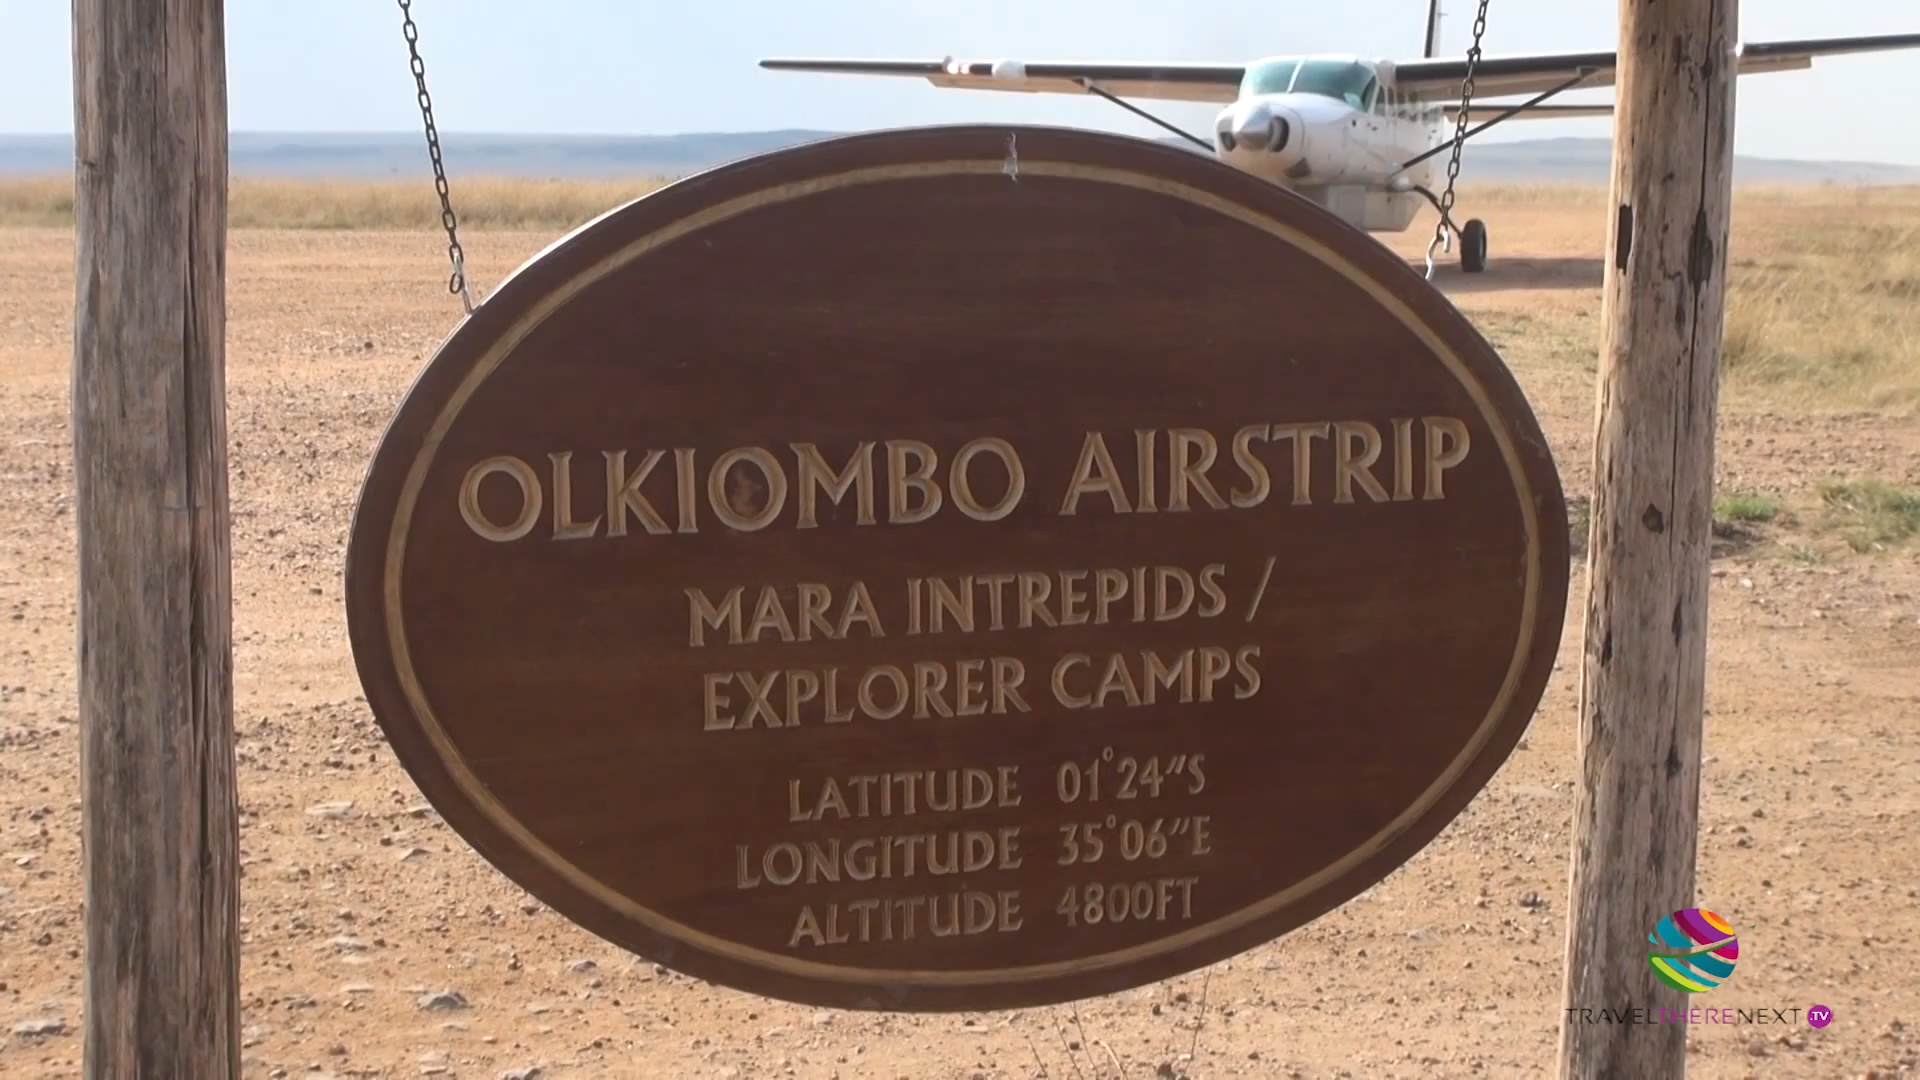 OLKIOMBO AIRSTRIP
MARA INTREPIDS /
EXPLORER CAMPS
LATITUDE 01°24"S
LONGITUDE 35°06"E
ALTITUDE 4800FT
TRAVELTHERENEXT.TV